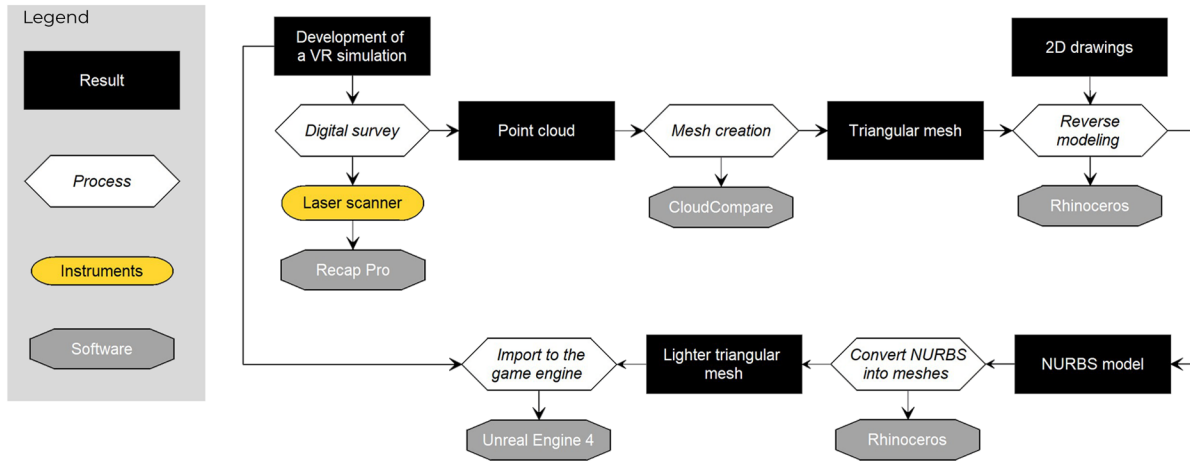 Legend
Result
Process
Instruments
Software
Development of
a VR simulation
2D drawings
Digital survey
Point cloud
Mesh creation
Triangular mesh
Reverse
modeling
Laser scanner
CloudCompare
Rhinoceros
Recap Pro
Import to the
game engine
Lighter triangular
mesh
Convert NURBS
into meshes
NURBS model
Unreal Engine 4
Rhinoceros